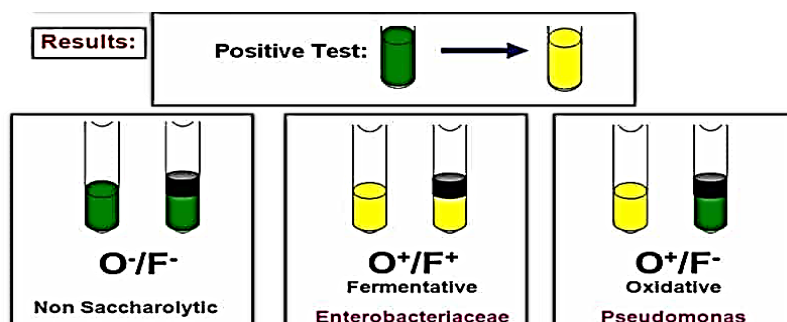 Results:
Positive Test:
O⁻/F⁻
Non Saccharolytic
O⁺/F⁺
Fermentative
Enterobacteriaceae
O⁺/F⁻
Oxidative
Pseudomonas